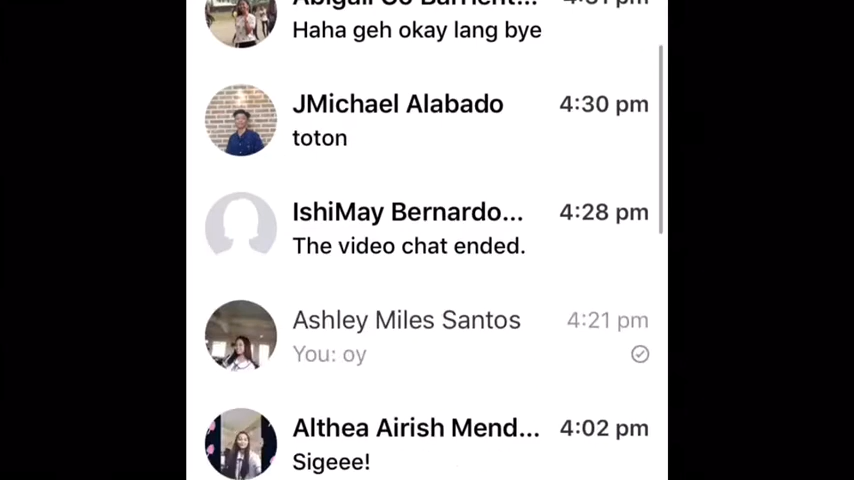 Haha geh okay lang bye
JMichael Alabado 4:30 pm
toton
IshiMay Bernardo... 4:28 pm
The video chat ended.
Ashley Miles Santos 4:21 pm
You: oy
Althea Airish Mend... 4:02 pm
Sigeee!